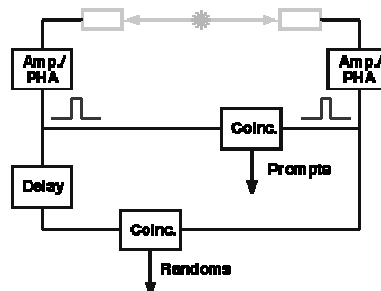 Amp./
PHA
Amp./
PHA
Coinc.
Prompts
Delay
Coinc.
Randoms